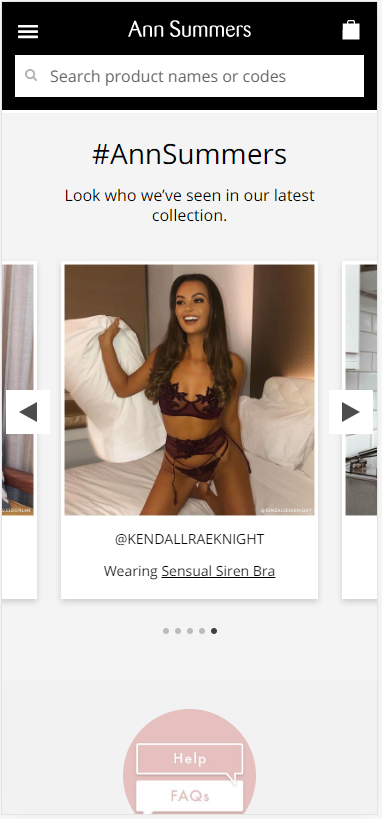 Ann Summers
Search product names or codes
#AnnSummers
Look who we've seen in our latest
collection.
@KENDALLRAEKNIGHT
@KENDALLRAEKNIGHT
Wearing Sensual Siren Bra
Help
FAQs